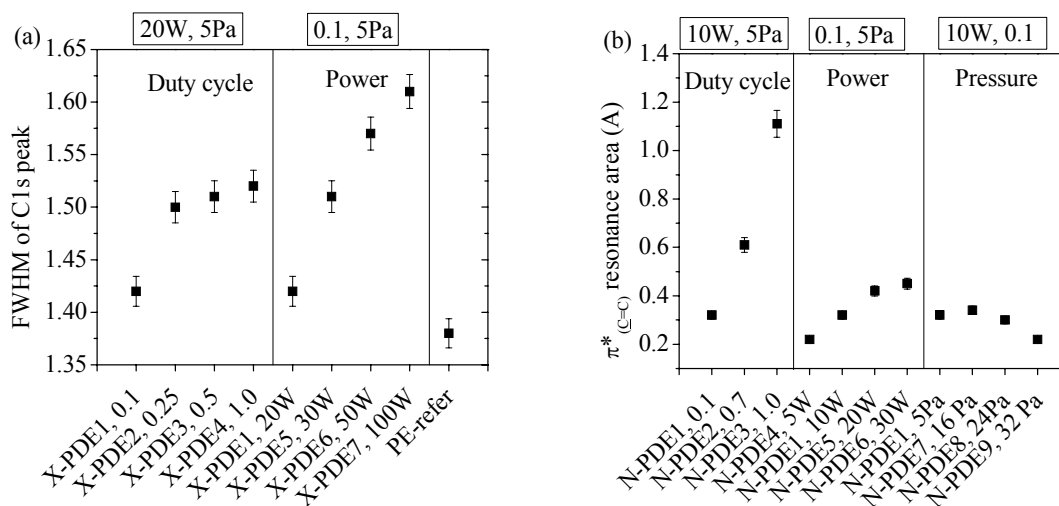 (a)
20W, 5Pa
0.1, 5Pa
Duty cycle
Power
FWHM of C1s peak
1.65
1.60
1.55
1.50
1.45
1.40
1.35
X-PDE1, 0.1
X-PDE2, 0.25
X-PDE3, 0.5
X-PDE4, 1.0
X-PDE1, 20W
X-PDE5, 30W
X-PDE6, 50W
X-PDE7, 100W
PE-refer
(b)
10W, 5Pa
0.1, 5Pa
10W, 0.1
Duty cycle
Power
Pressure
π* (C=C) resonance area (A)
1.4
1.2
1.0
0.8
0.6
0.4
0.2
N-PDE1, 0.1
N-PDE2, 0.7
N-PDE3, 1.0
N-PDE4, 5W
N-PDE1, 10W
N-PDE5, 20W
N-PDE6, 30W
N-PDE1, 5Pa
N-PDE7, 16 Pa
N-PDE8, 24Pa
N-PDE9, 32 Pa